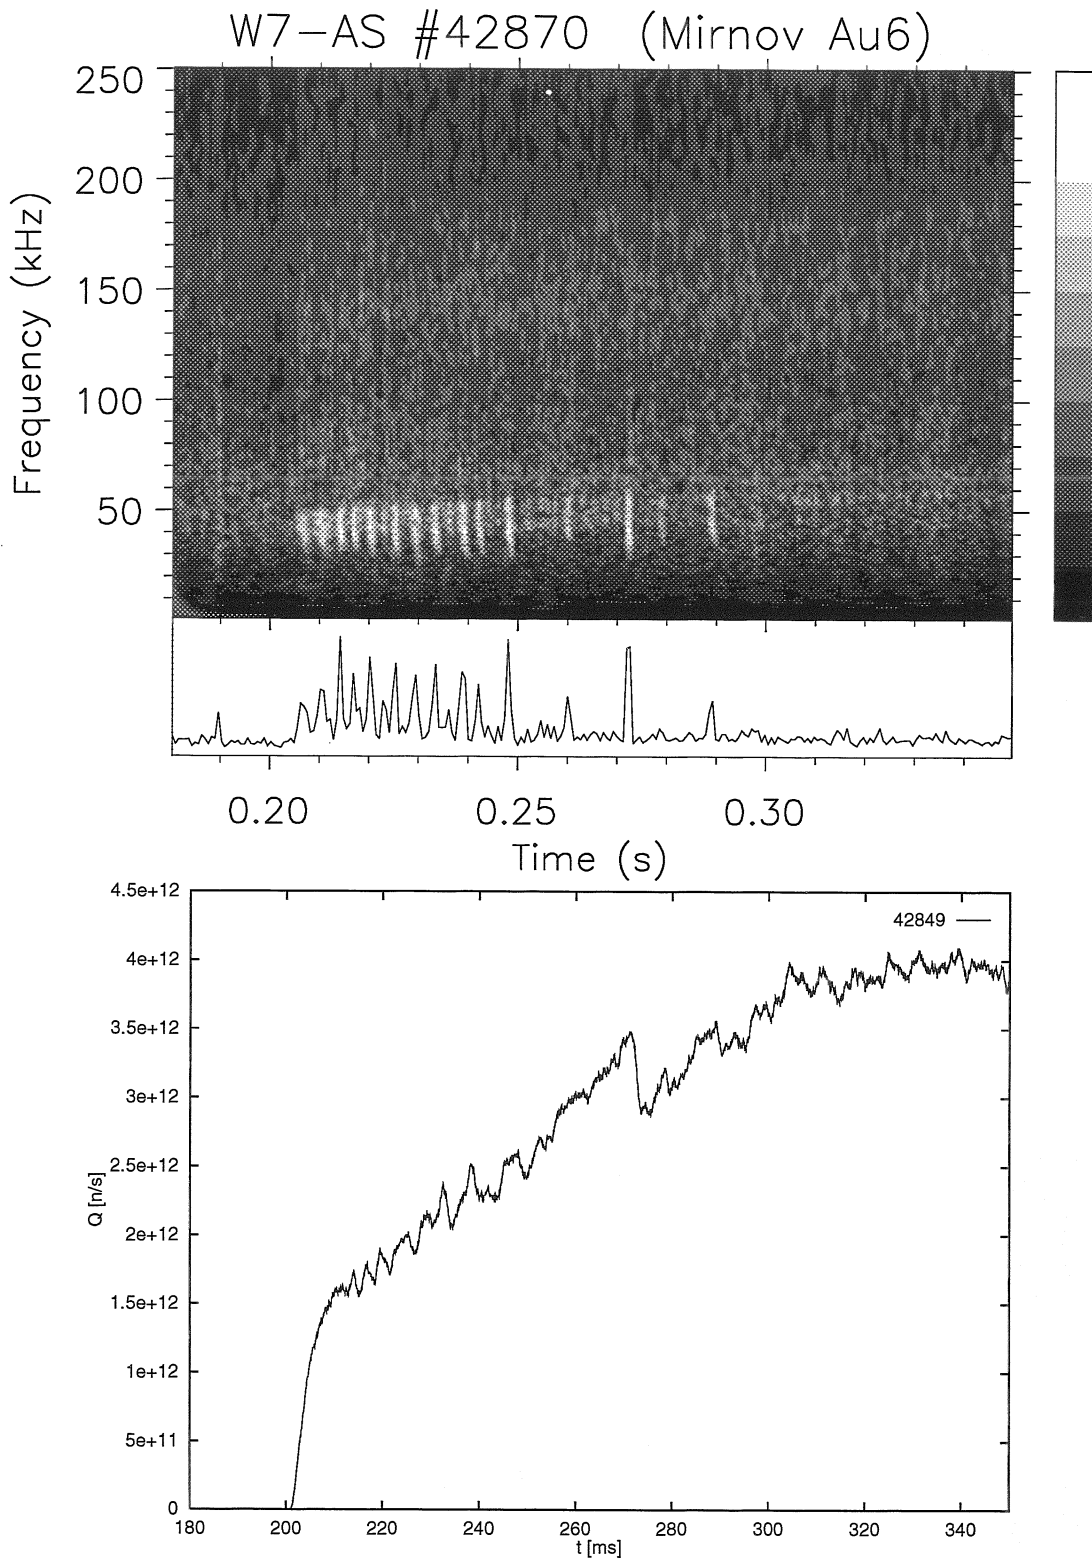 W7-AS #42870 (Mirnov Au6)
250
200
150
100
50
Frequency (kHz)
0.20 0.25 0.30
Time (s)
4.5e+12
42849
4e+12
3.5e+12
3e+12
2.5e+12
2e+12
1.5e+12
1e+12
5e+11
0
Q [n/s]
180 200 220 240 260 280 300 320 340
t [ms]